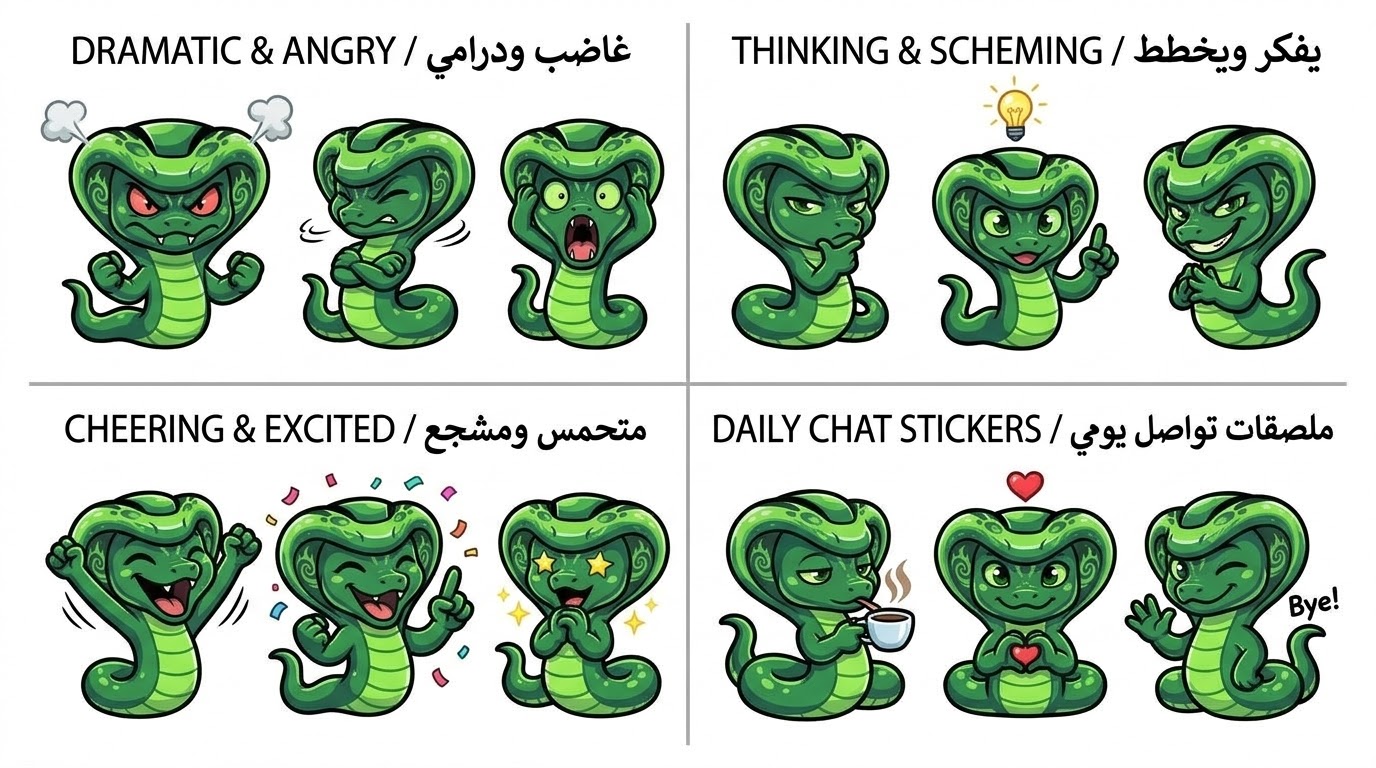 DRAMATIC & ANGRY / غاضب ودرامي
THINKING & SCHEMING / يفكر ويخطط
CHEERING & EXCITED / متحمس ومشجع
DAILY CHAT STICKERS / ملصقات تواصل يومي
Bye!